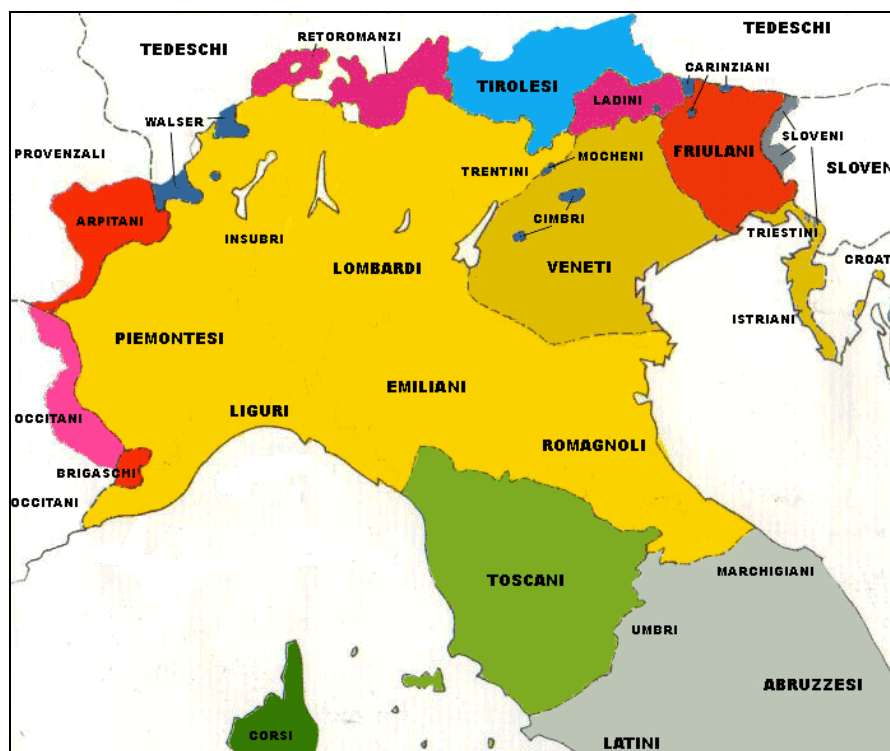 RETOROMANZI
TEDESCHI
TEDESCHI
CARINZIANI
TIROLESI
LADINI
WALSER
SLOVENI
PROVENZALI
FRIULANI
MOCHENI
TRENTINI
SLOVEN
ARPITANI
CIMBRI
INSUBRI
TRIESTINI
LOMBARDI
VENETI
CROAT
ISTRIANI
PIEMONTESI
EMILIANI
LIGURI
OCCITANI
ROMAGNOLI
BRIGASCHI
OCCITANI
MARCHIGIANI
TOSCANI
UMBRI
ABRUZZESI
CORSI
LATINI